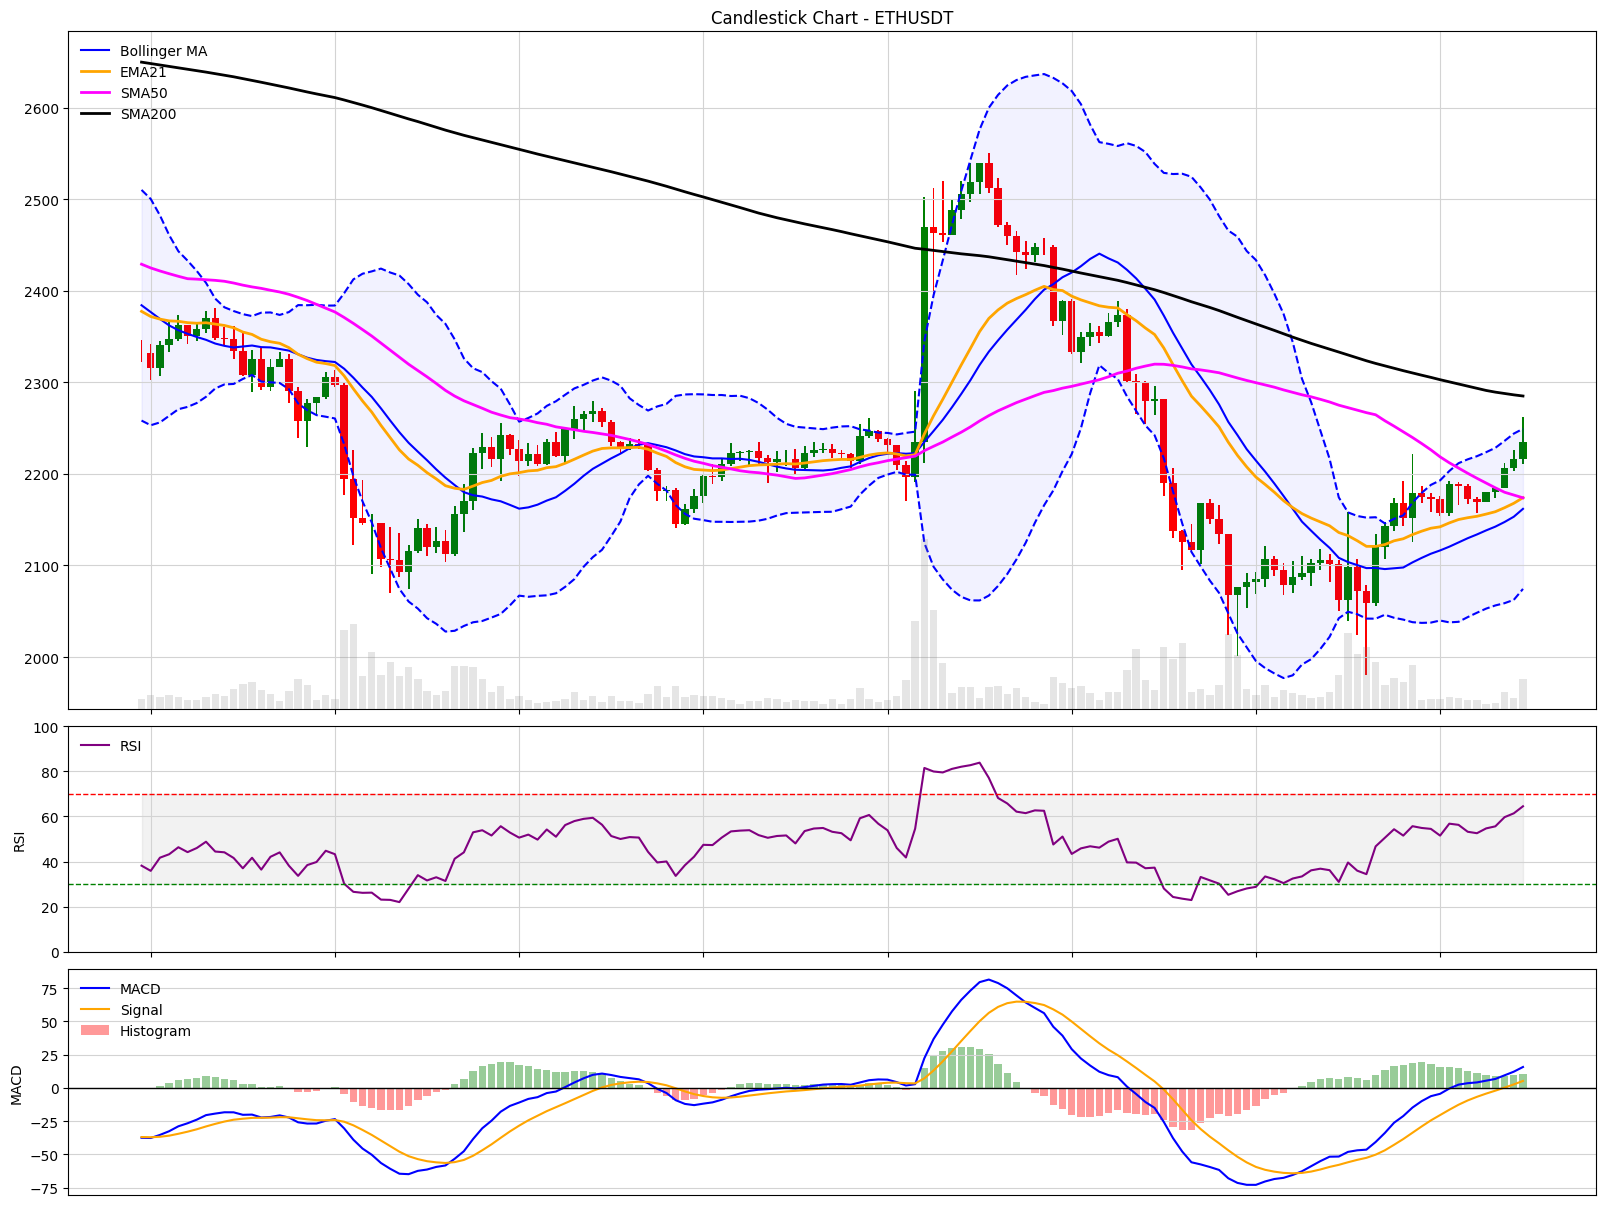 Candlestick Chart - ETHUSDT
Bollinger MA
EMA21
SMA50
SMA200
2600
2500
2400
2300
2200
2100
2000
RSI
100
80
60
40
20
0
RSI
MACD
Signal
Histogram
75
50
25
0
−25
−50
−75
MACD